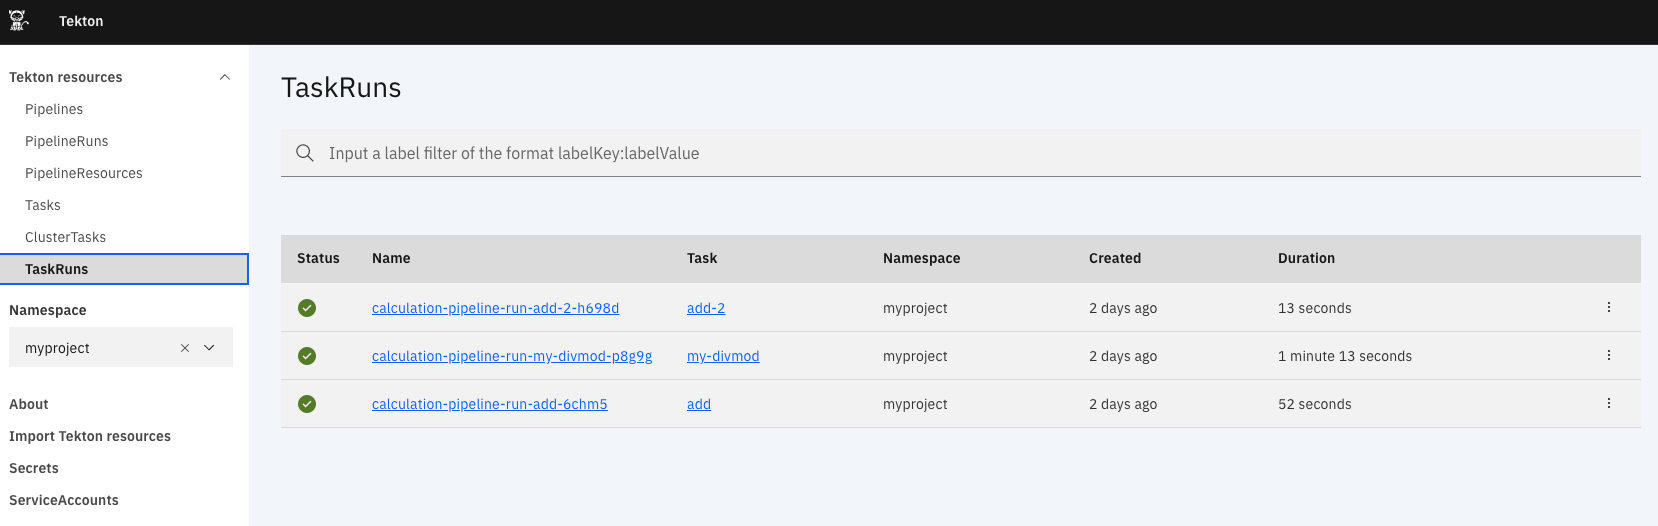 Tekton
Tekton resources
Pipelines
PipelineRuns
PipelineResources
Tasks
ClusterTasks
TaskRuns
Namespace
myproject
About
Import Tekton resources
Secrets
ServiceAccounts
TaskRuns
Input a label filter of the format labelKey:labelValue
Status Name Task Namespace Created Duration
calculation-pipeline-run-add-2-h698d add-2 myproject 2 days ago 13 seconds
calculation-pipeline-run-my-divmod-p8g9g my-divmod myproject 2 days ago 1 minute 13 seconds
calculation-pipeline-run-add-6chm5 add myproject 2 days ago 52 seconds